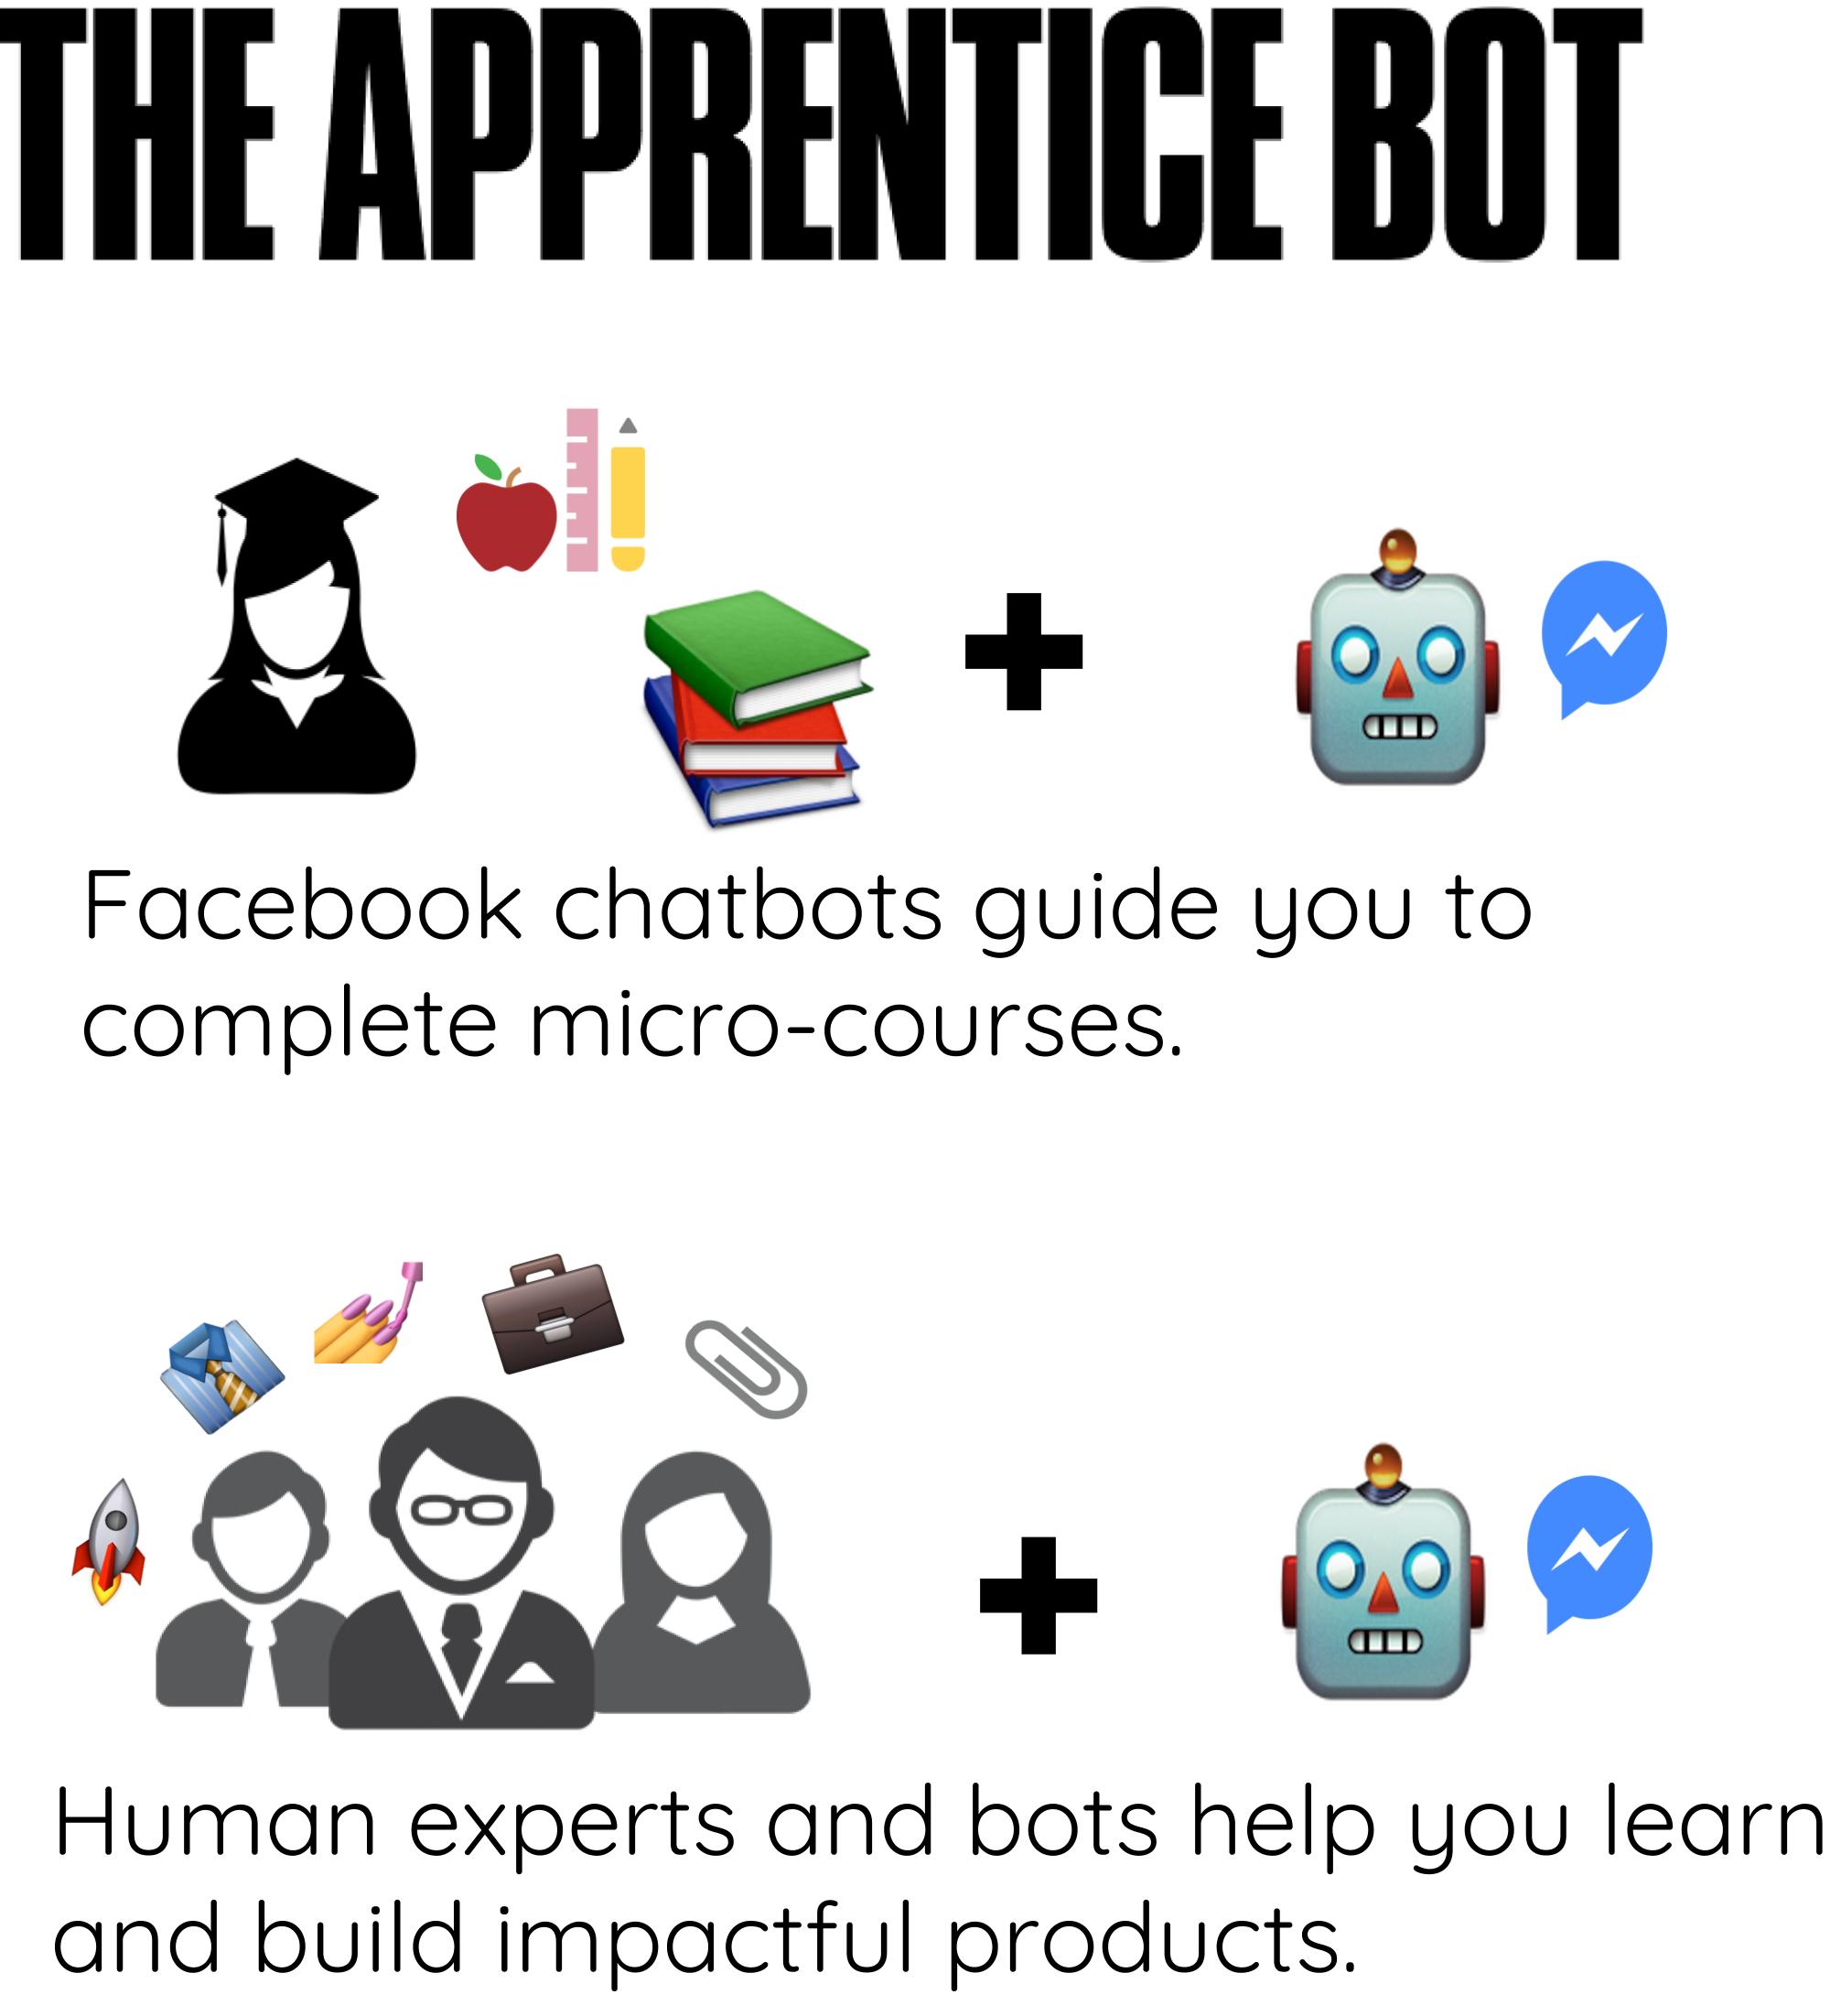 THE APPRENTICE BOT
Facebook chatbots guide you to
complete micro-courses.
Human experts and bots help you learn
and build impactful products.